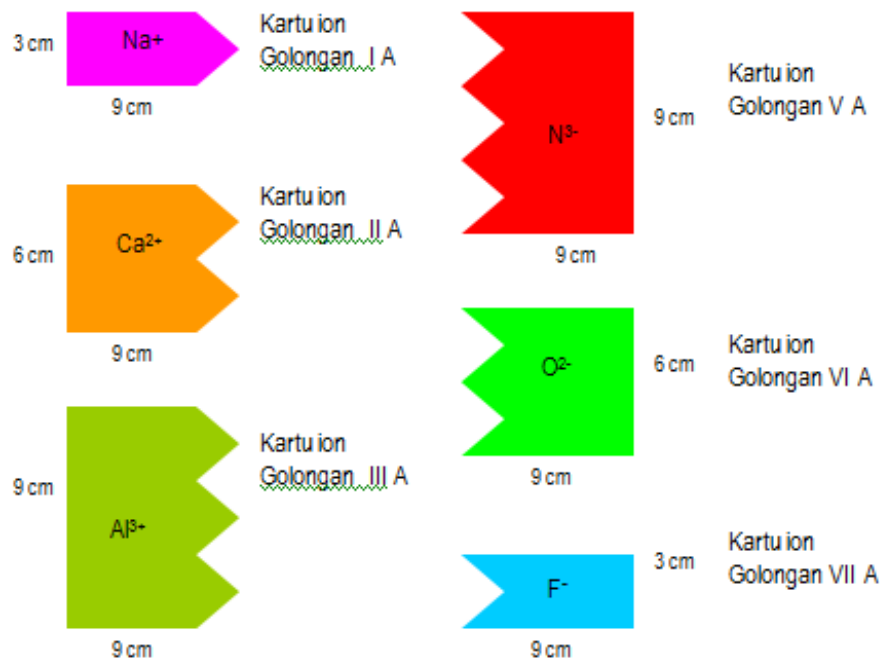 3 cm
Na+
Kartu ion
Golongan I A
9 cm
6 cm
Ca²⁺
Kartu ion
Golongan II A
9 cm
9 cm
Al³⁺
Kartu ion
Golongan III A
9 cm
N³⁻
9 cm
Kartu ion
Golongan V A
9 cm
O²⁻
6 cm
Kartu ion
Golongan VI A
9 cm
F⁻
3 cm
Kartu ion
Golongan VII A
9 cm